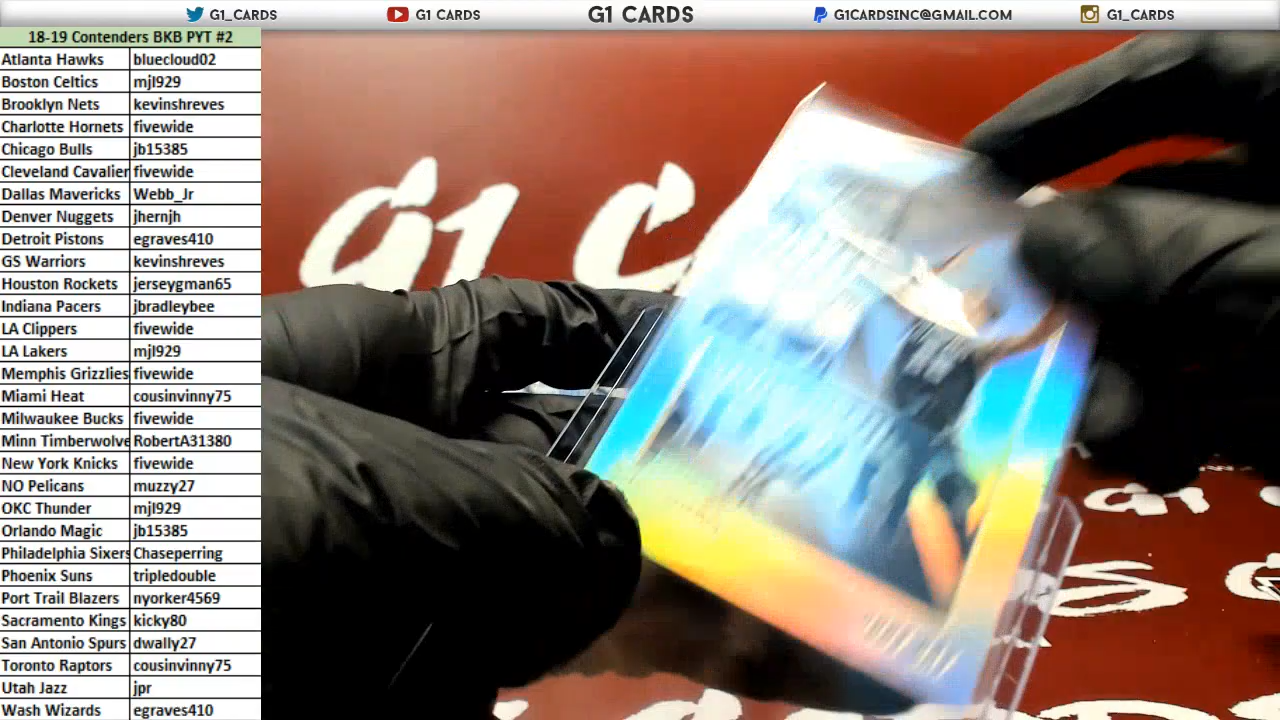 G1_CARDS G1 CARDS G1 CARDS G1CARDSINC@GMAIL.COM G1_CARDS
18-19 Contenders BKB PYT #2
Atlanta Hawks bluecloud02
Boston Celtics mjl929
Brooklyn Nets kevinshreves
Charlotte Hornets fivewide
Chicago Bulls jb15385
Cleveland Cavalier fivewide
Dallas Mavericks Webb_Jr
Denver Nuggets jhernjh
Detroit Pistons egraves410
GS Warriors kevinshreves
Houston Rockets jerseygman65
Indiana Pacers jbradleybee
LA Clippers fivewide
LA Lakers mjl929
Memphis Grizzlies fivewide
Miami Heat cousinvinny75
Milwaukee Bucks fivewide
Minn Timberwolve RobertA31380
New York Knicks fivewide
NO Pelicans muzzy27
OKC Thunder mjl929
Orlando Magic jb15385
Philadelphia Sixers Chaseperring
Phoenix Suns tripledouble
Port Trail Blazers nyorker4569
Sacramento Kings kicky80
San Antonio Spurs dwally27
Toronto Raptors cousinvinny75
Utah Jazz jpr
Wash Wizards egraves410
G1 C
G1